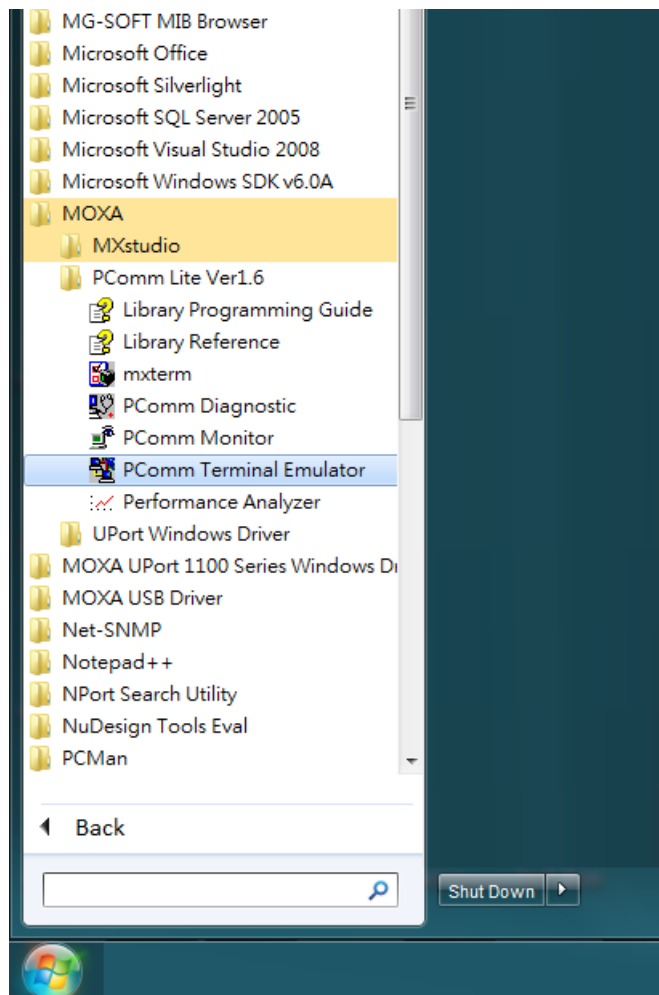 MG-SOFT MIB Browser
Microsoft Office
Microsoft Silverlight
Microsoft SQL Server 2005
Microsoft Visual Studio 2008
Microsoft Windows SDK v6.0A
MOXA
MXstudio
PComm Lite Ver1.6
Library Programming Guide
Library Reference
mxterm
PComm Diagnostic
PComm Monitor
PComm Terminal Emulator
Performance Analyzer
UPort Windows Driver
MOXA UPort 1100 Series Windows Dr
MOXA USB Driver
Net-SNMP
Notepad++
NPort Search Utility
NuDesign Tools Eval
PCMan
Back
Shut Down